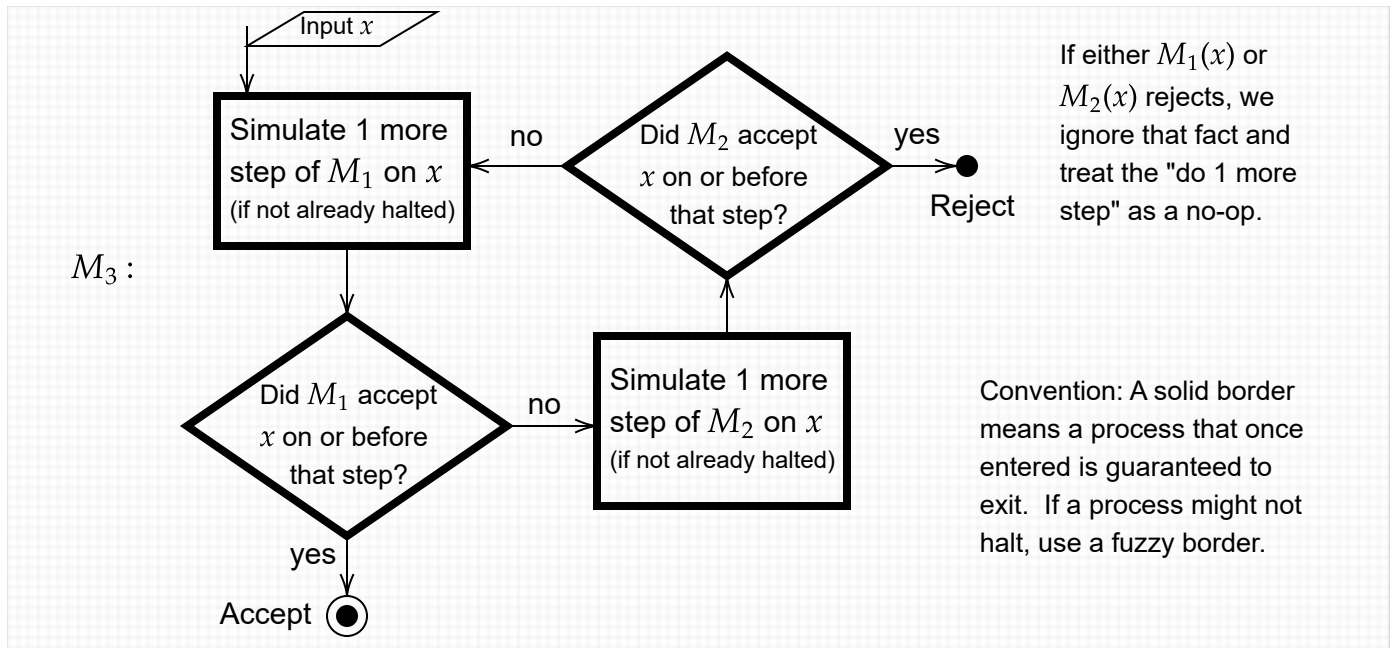 Input x
Simulate 1 more
step of M₁ on x
(if not already halted)
no
Did M₂ accept
x on or before
that step?
yes
Reject
If either M₁(x) or
M₂(x) rejects, we
ignore that fact and
treat the "do 1 more
step" as a no-op.
M₃ :
Did M₁ accept
x on or before
that step?
no
Simulate 1 more
step of M₂ on x
(if not already halted)
yes
Accept
Convention: A solid border
means a process that once
entered is guaranteed to
exit. If a process might not
halt, use a fuzzy border.